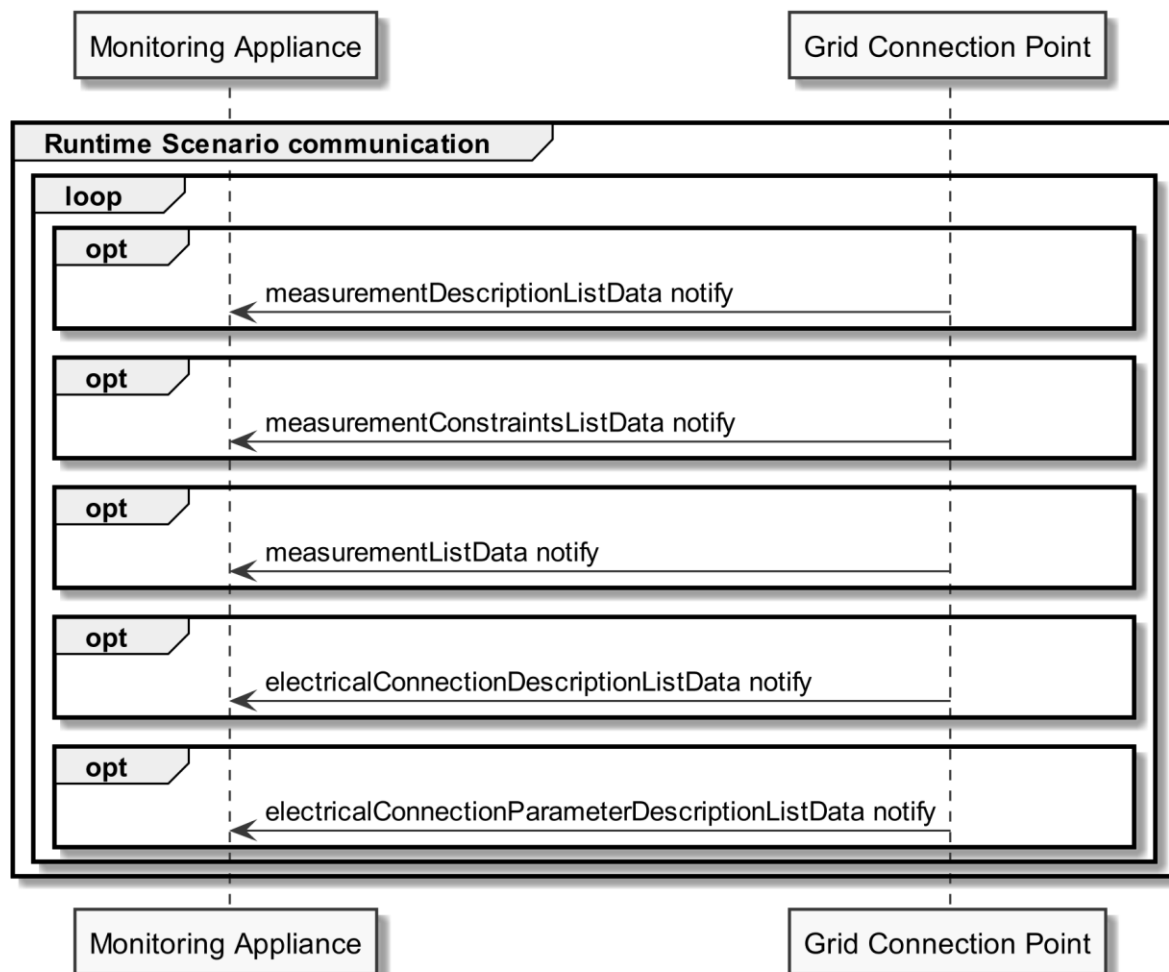 Monitoring Appliance
Grid Connection Point
Runtime Scenario communication
loop
opt
measurementDescriptionListData notify
opt
measurementConstraintsListData notify
opt
measurementListData notify
opt
electricalConnectionDescriptionListData notify
opt
electricalConnectionParameterDescriptionListData notify
Monitoring Appliance
Grid Connection Point